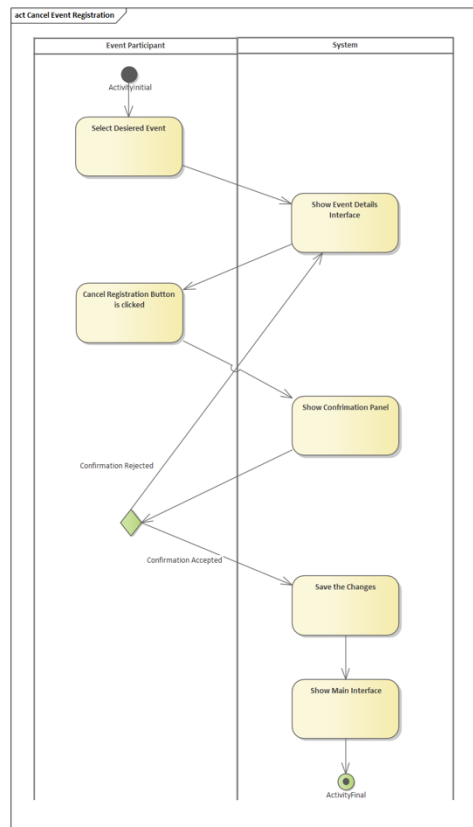 act Cancel Event Registration
Event Participant
System
ActivityInitial
Select Desiered Event
Show Event Details
Interface
Cancel Registration Button
is clicked
Show Confrimation Panel
Confirmation Rejected
Confirmation Accepted
Save the Changes
Show Main Interface
ActivityFinal